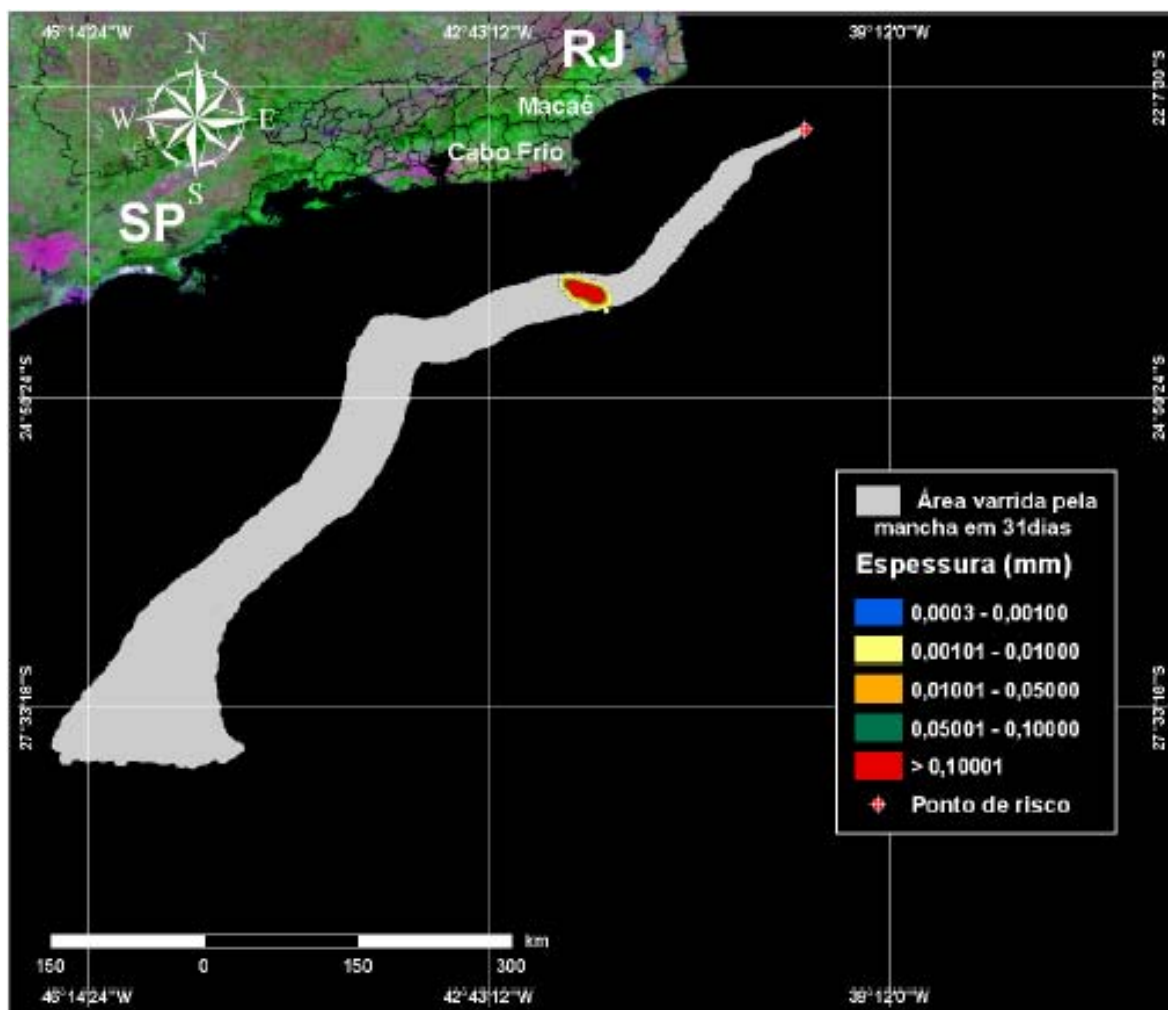 46°14'24"W 42°43'12"W 39°12'0"W
N
W E
S
RJ
Macaé
Cabo Frio
SP
22°7'30"S 22°7'30"S
24°50'24"S 24°50'24"S
27°33'18"S 27°33'18"S
Área varrida pela
mancha em 31dias
Espessura (mm)
0,0003 - 0,00100
0,00101 - 0,01000
0,01001 - 0,05000
0,05001 - 0,10000
> 0,10001
Ponto de risco
km
150 0 150 300
46°14'24"W 42°43'12"W 39°12'0"W